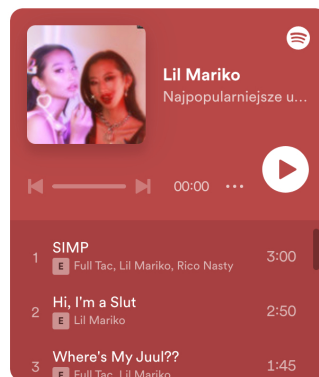 Lil Mariko
Najpopularniejsze u...
00:00
1 SIMP 3:00
E Full Tac, Lil Mariko, Rico Nasty
2 Hi, I'm a Slut 2:50
E Lil Mariko
3 Where's My Juul?? 1:45
E Full Tac, Lil Mariko